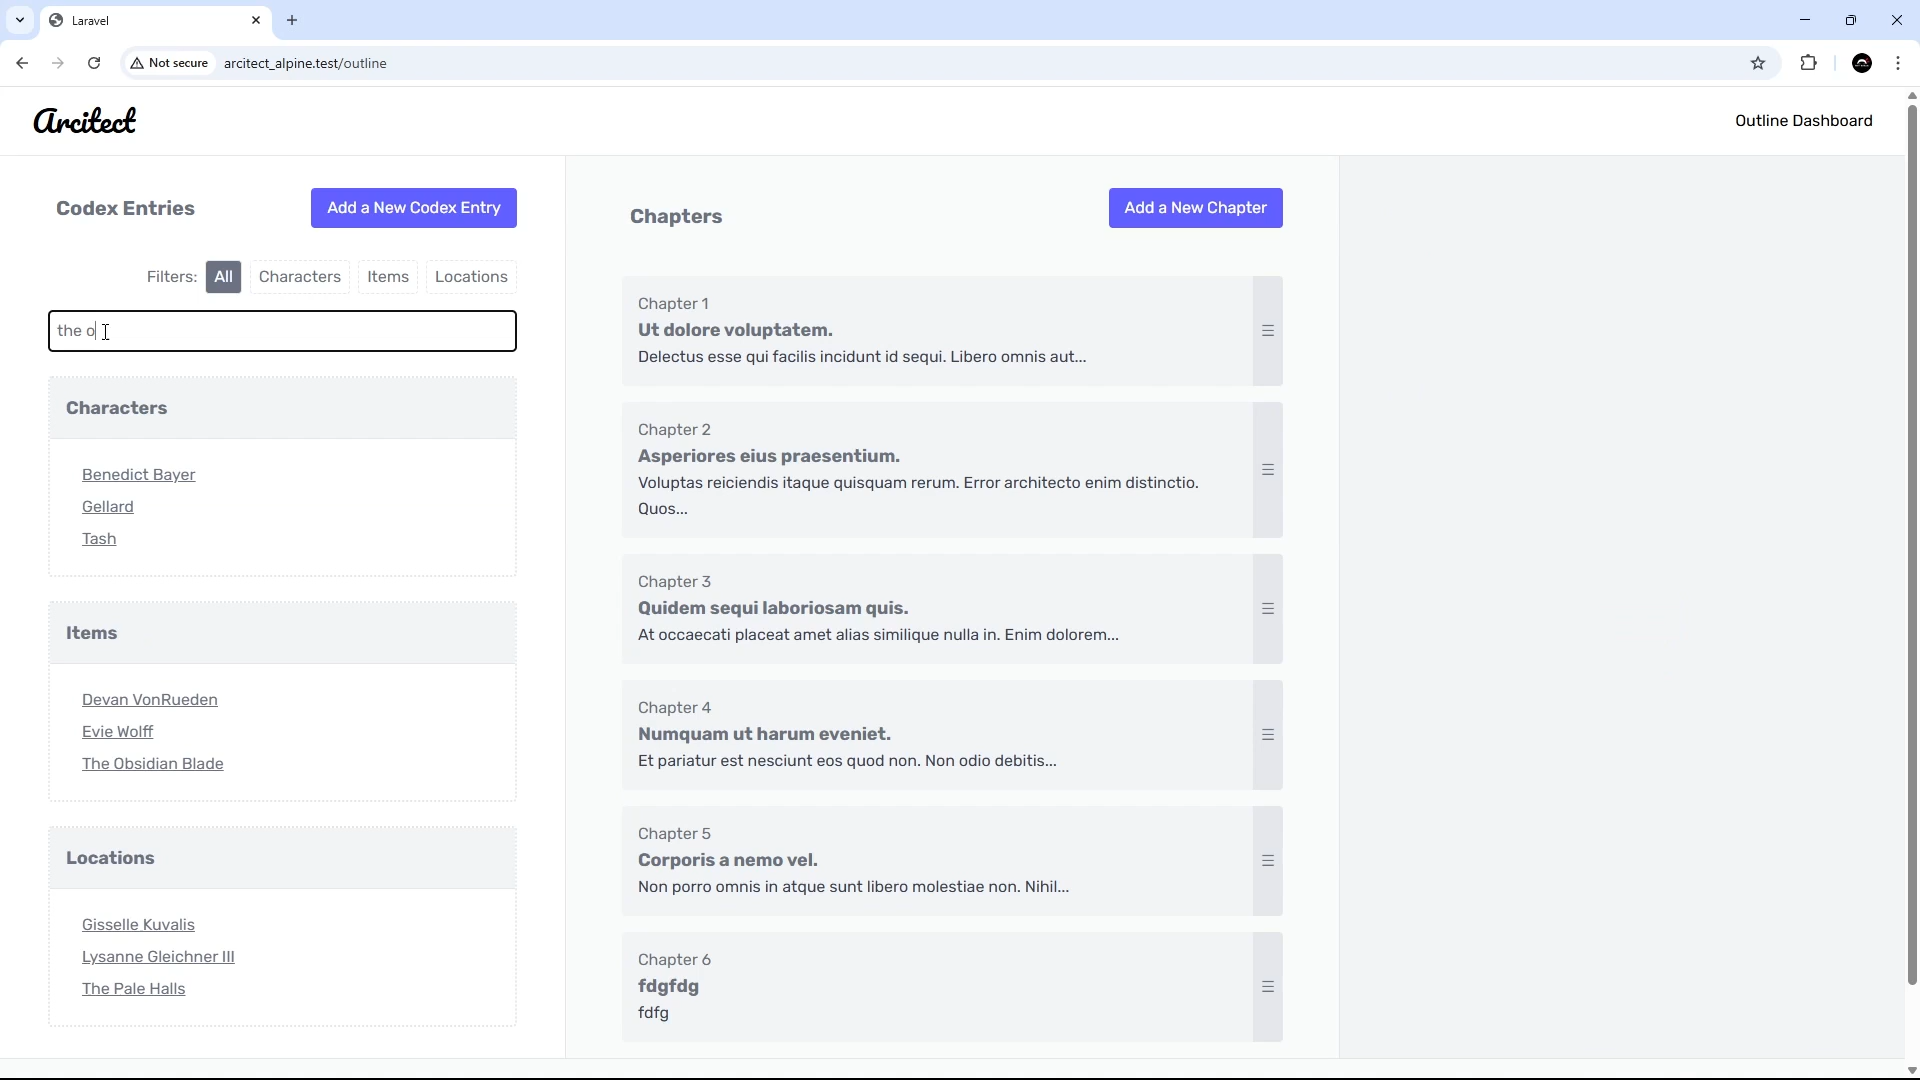 Laravel
Not secure
arcitect_alpine.test/outline
Arcitect
Outline Dashboard
Codex Entries
Add a New Codex Entry
Filters:
All
Characters
Items
Locations
the o
Characters
Benedict Bayer
Gellard
Tash
Items
Devan VonRueden
Evie Wolff
The Obsidian Blade
Locations
Gisselle Kuvalis
Lysanne Gleichner III
The Pale Halls
Chapters
Add a New Chapter
Chapter 1
Ut dolore voluptatem.
Delectus esse qui facilis incidunt id sequi. Libero omnis aut...
Chapter 2
Asperiores eius praesentium.
Voluptas reiciendis itaque quisquam rerum. Error architecto enim distinctio.
Quos...
Chapter 3
Quidem sequi laboriosam quis.
At occaecati placeat amet alias similique nulla in. Enim dolorem...
Chapter 4
Numquam ut harum eveniet.
Et pariatur est nesciunt eos quod non. Non odio debitis...
Chapter 5
Corporis a nemo vel.
Non porro omnis in atque sunt libero molestiae non. Nihil...
Chapter 6
fdgfdg
fdfg